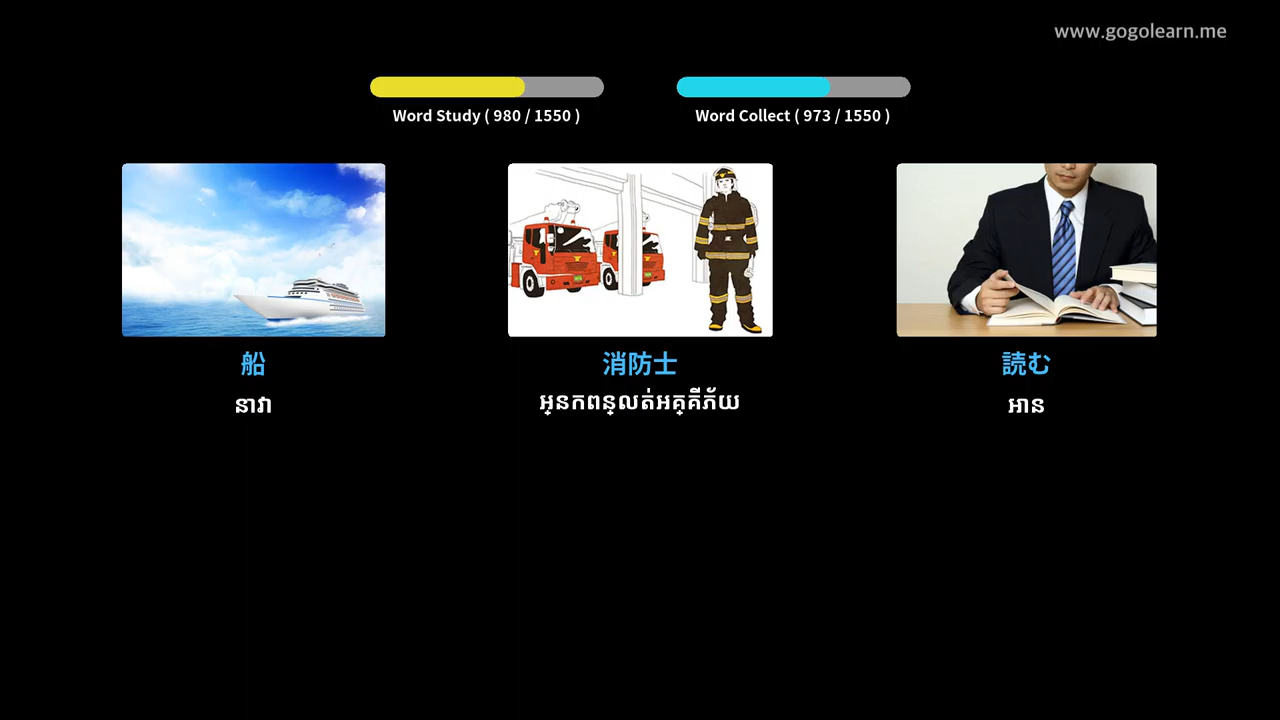 www.gogolearn.me
Word Study ( 980 / 1550 )
Word Collect ( 973 / 1550 )
船
消防士
読む
នាវា
អ្នកពន្លត់អគ្គីភ័យ
អាន